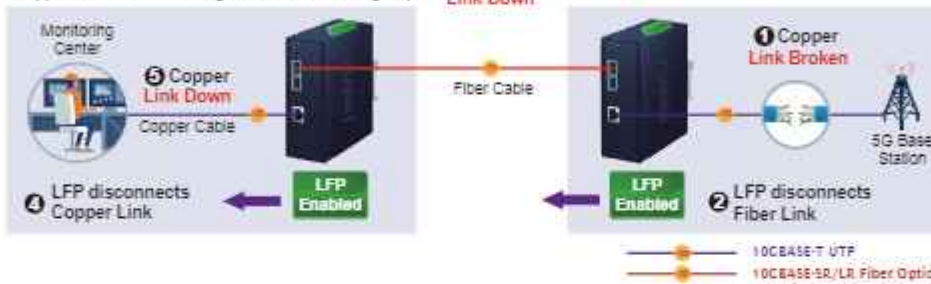 Link Down
Monitoring
Center
❺ Copper
Link Down
Copper Cable
Fiber Cable
❶ Copper
Link Broken
5G Base
Station
❹ LFP disconnects
Copper Link
LFP
Enabled
LFP
Enabled
❷ LFP disconnects
Fiber Link
10GBASE-T UTP
10GBASE-SR/LR Fiber Optic